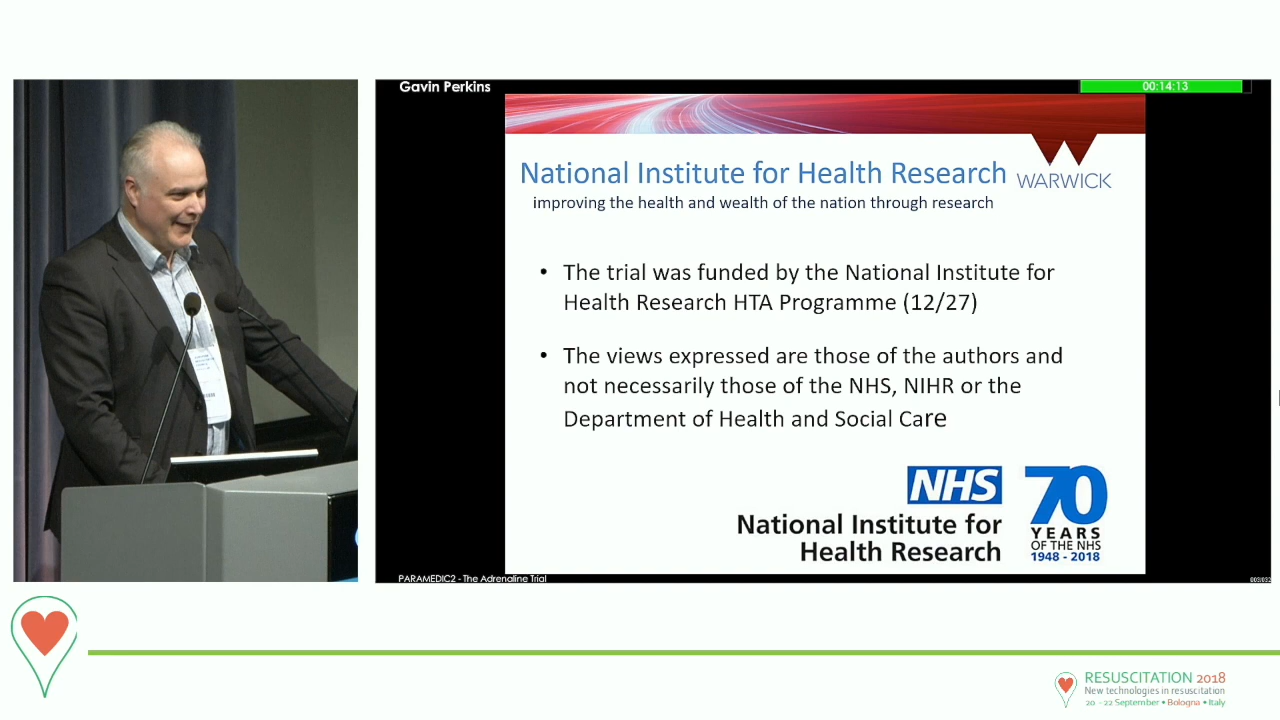 Gavin Perkins
00:14:13
National Institute for Health Research
WARWICK
improving the health and wealth of the nation through research
• The trial was funded by the National Institute for
Health Research HTA Programme (12/27)
• The views expressed are those of the authors and
not necessarily those of the NHS, NIHR or the
Department of Health and Social Care
NHS
National Institute for
Health Research
70
YEARS
OF THE NHS
1948 - 2018
PARAMEDIC2 - The Adrenaline Trial
RESUSCITATION 2018
New technologies in resuscitation
20 - 22 September • Bologna • Italy